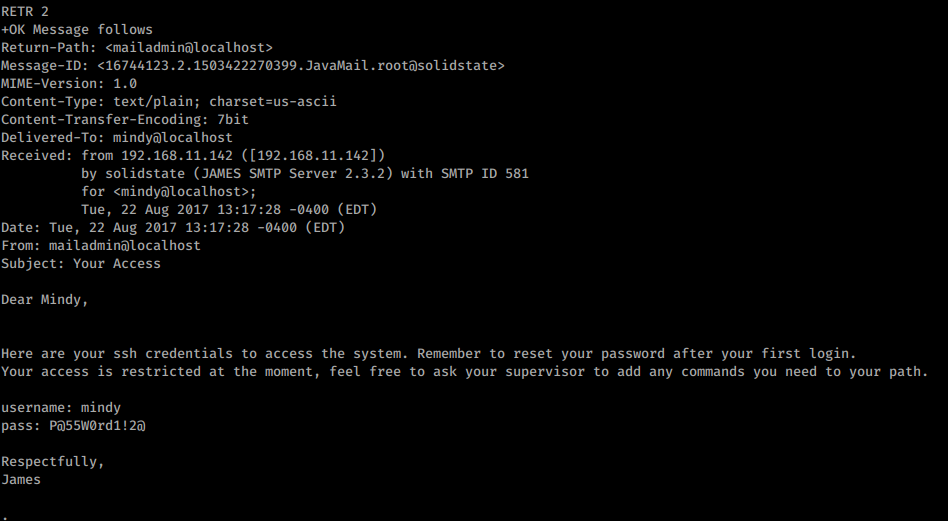 RETR 2
+OK Message follows
Return-Path: <mailadmin@localhost>
Message-ID: <16744123.2.1503422270399.JavaMail.root@solidstate>
MIME-Version: 1.0
Content-Type: text/plain; charset=us-ascii
Content-Transfer-Encoding: 7bit
Delivered-To: mindy@localhost
Received: from 192.168.11.142 ([192.168.11.142])
          by solidstate (JAMES SMTP Server 2.3.2) with SMTP ID 581
          for <mindy@localhost>;
          Tue, 22 Aug 2017 13:17:28 -0400 (EDT)
Date: Tue, 22 Aug 2017 13:17:28 -0400 (EDT)
From: mailadmin@localhost
Subject: Your Access

Dear Mindy,


Here are your ssh credentials to access the system. Remember to reset your password after your first login.
Your access is restricted at the moment, feel free to ask your supervisor to add any commands you need to your path.

username: mindy
pass: P@55W0rd1!2@

Respectfully,
James

.